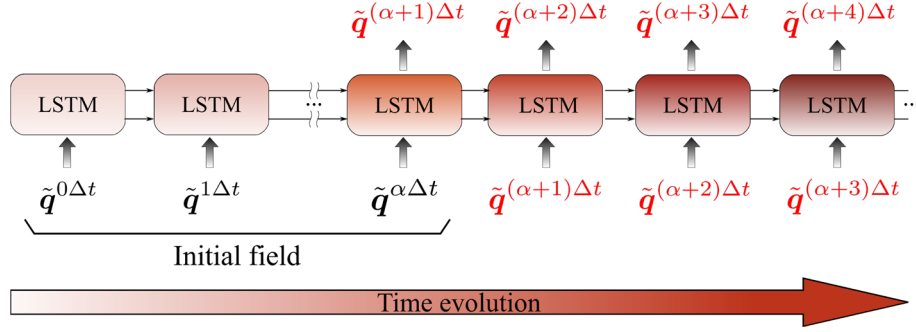 q̃^{(α+1)Δt} q̃^{(α+2)Δt} q̃^{(α+3)Δt} q̃^{(α+4)Δt}
LSTM LSTM ... LSTM LSTM LSTM LSTM ...
q̃^{0Δt} q̃^{1Δt} q̃^{αΔt} q̃^{(α+1)Δt} q̃^{(α+2)Δt} q̃^{(α+3)Δt}
Initial field
Time evolution